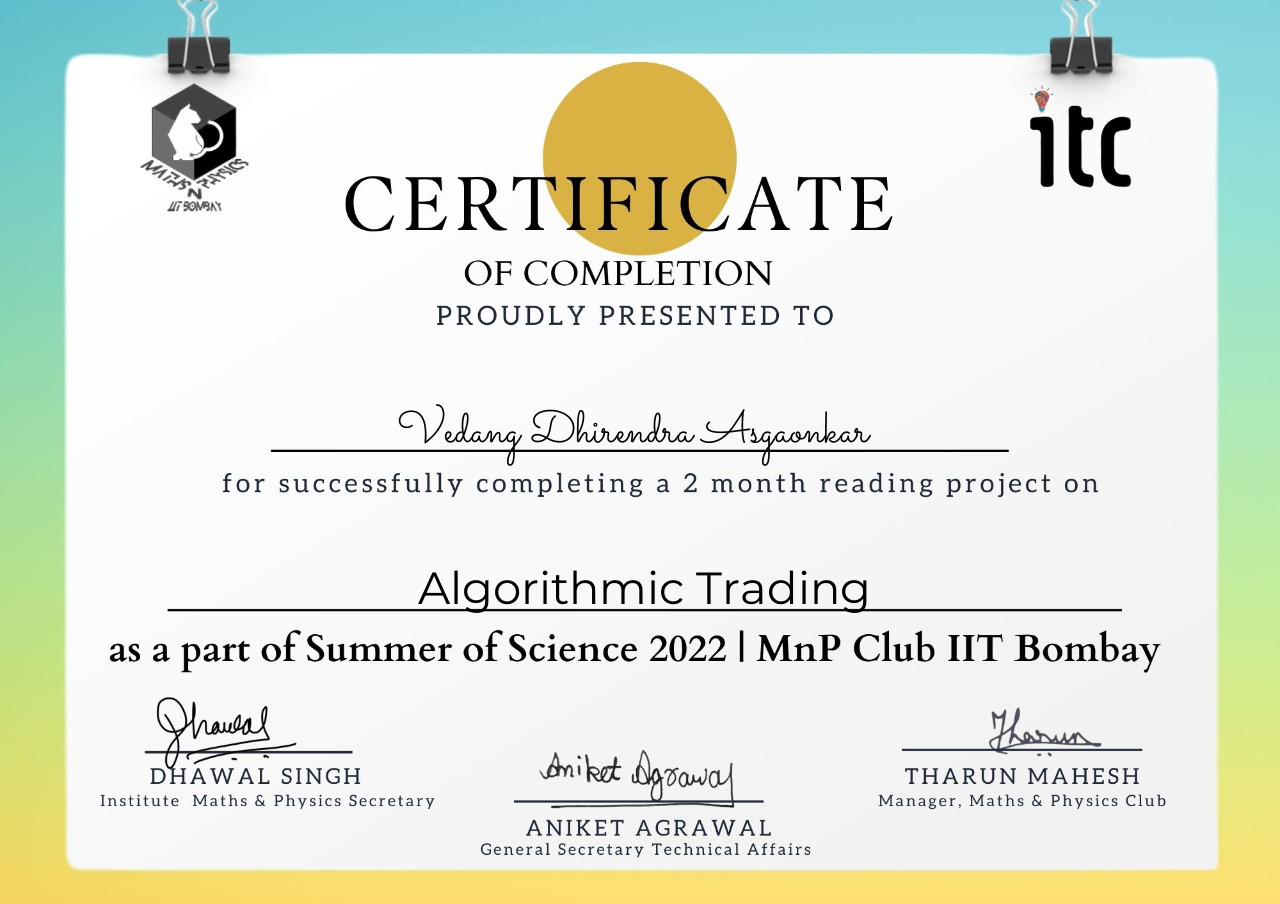 MATHS N PHYSICS
IIT BOMBAY
itc
CERTIFICATE
OF COMPLETION
PROUDLY PRESENTED TO
Vedang Dhirendra Asgaonkar
for successfully completing a 2 month reading project on
Algorithmic Trading
as a part of Summer of Science 2022 | MnP Club IIT Bombay
Dhawal
DHAWAL SINGH
Institute Maths & Physics Secretary
Aniket Agrawal
ANIKET AGRAWAL
General Secretary Technical Affairs
Tharun
THARUN MAHESH
Manager, Maths & Physics Club